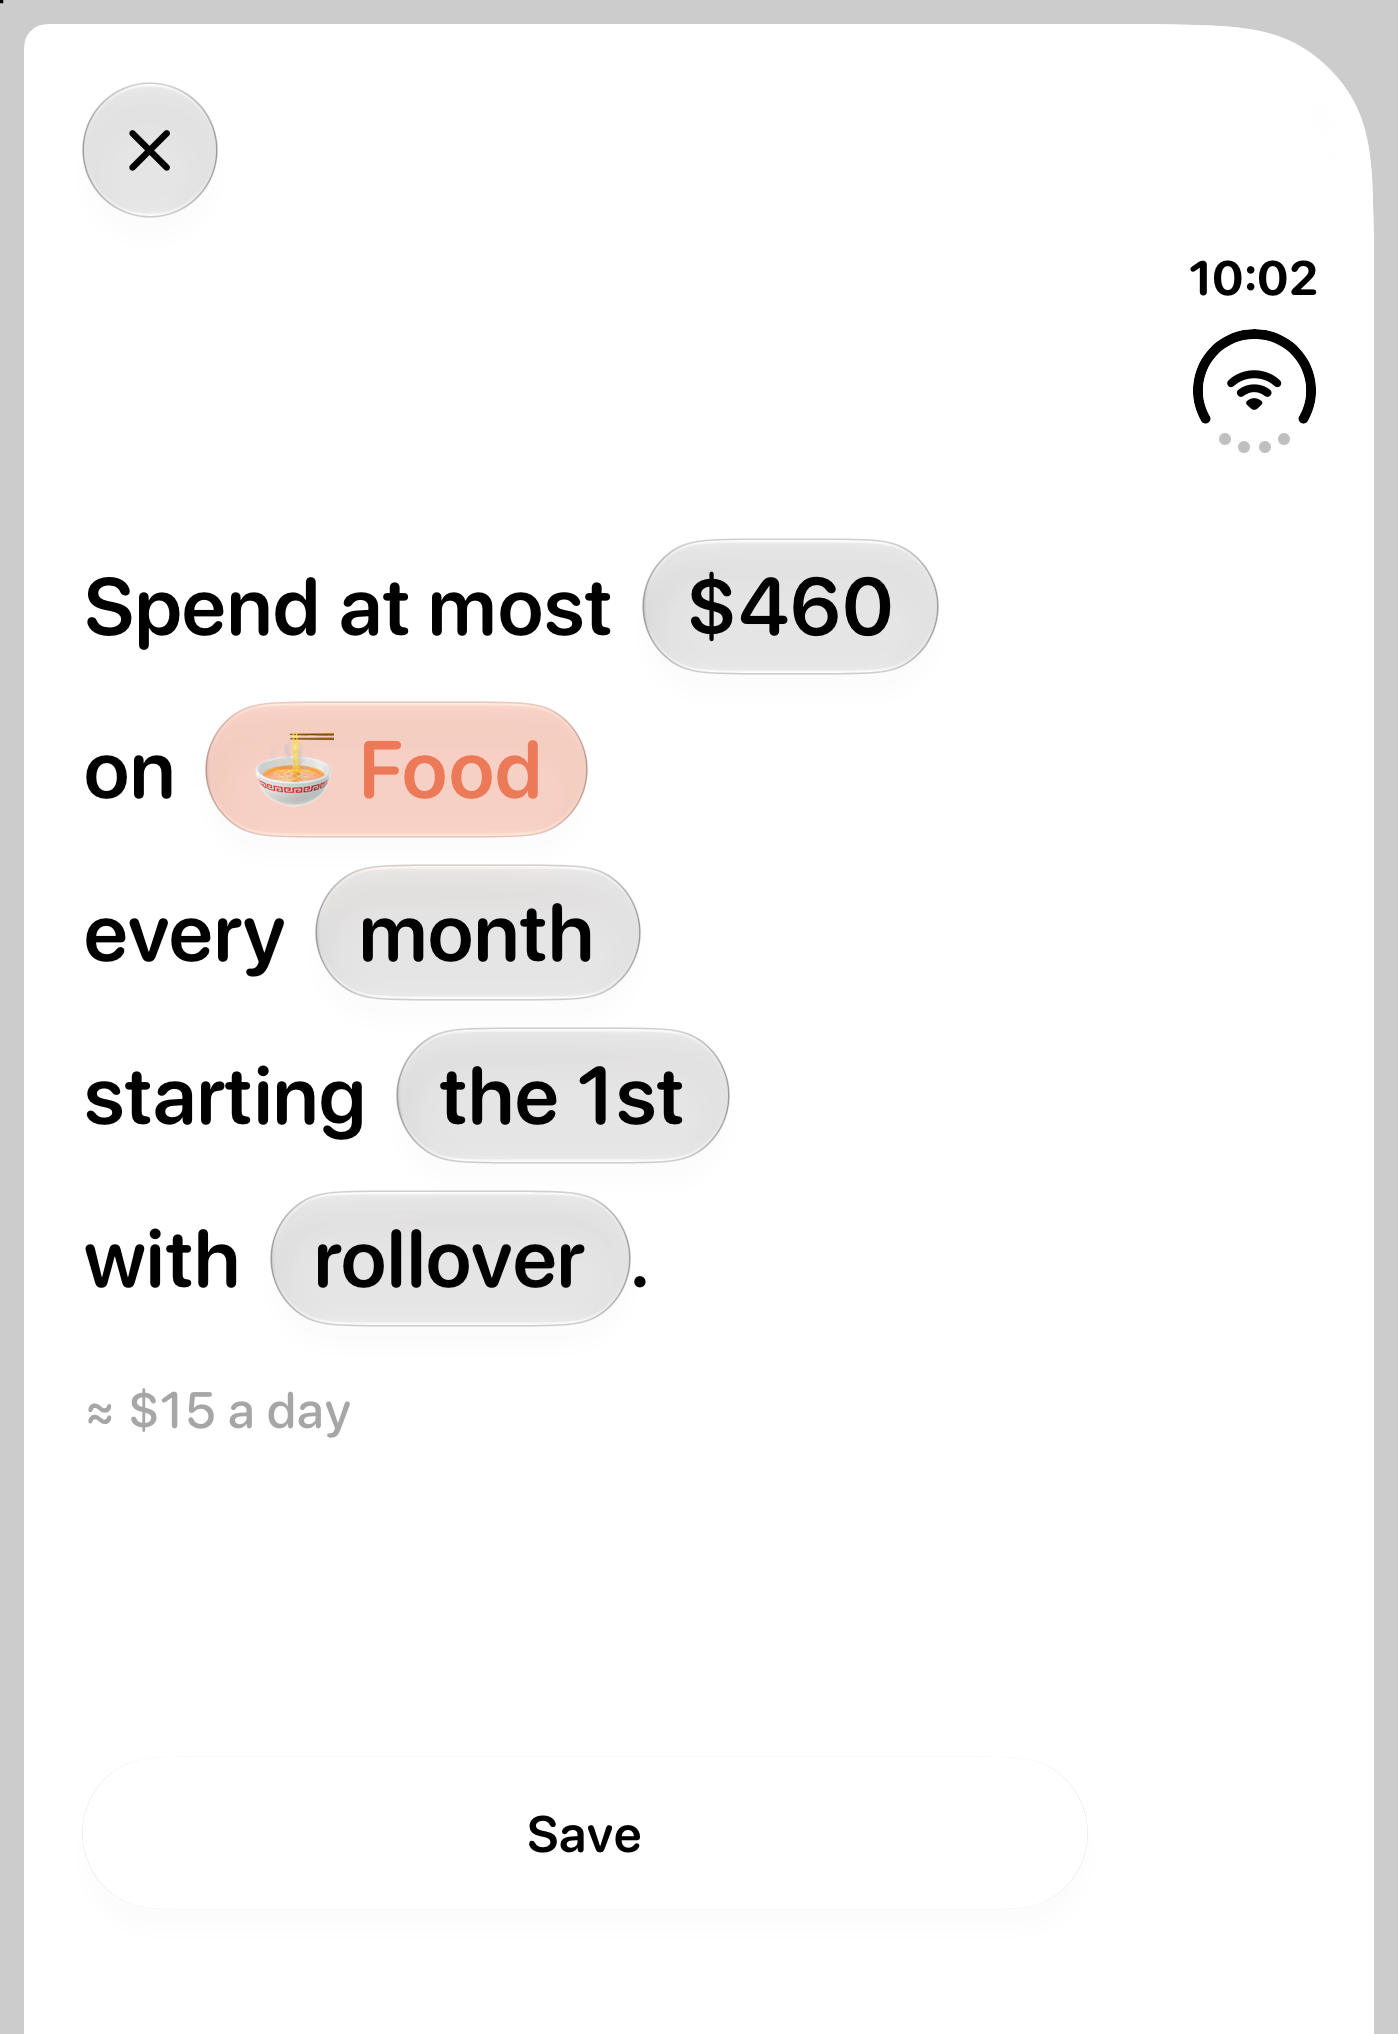 10:02
Spend at most $460
on 🍜 Food
every month
starting the 1st
with rollover.
≈ $15 a day
Save